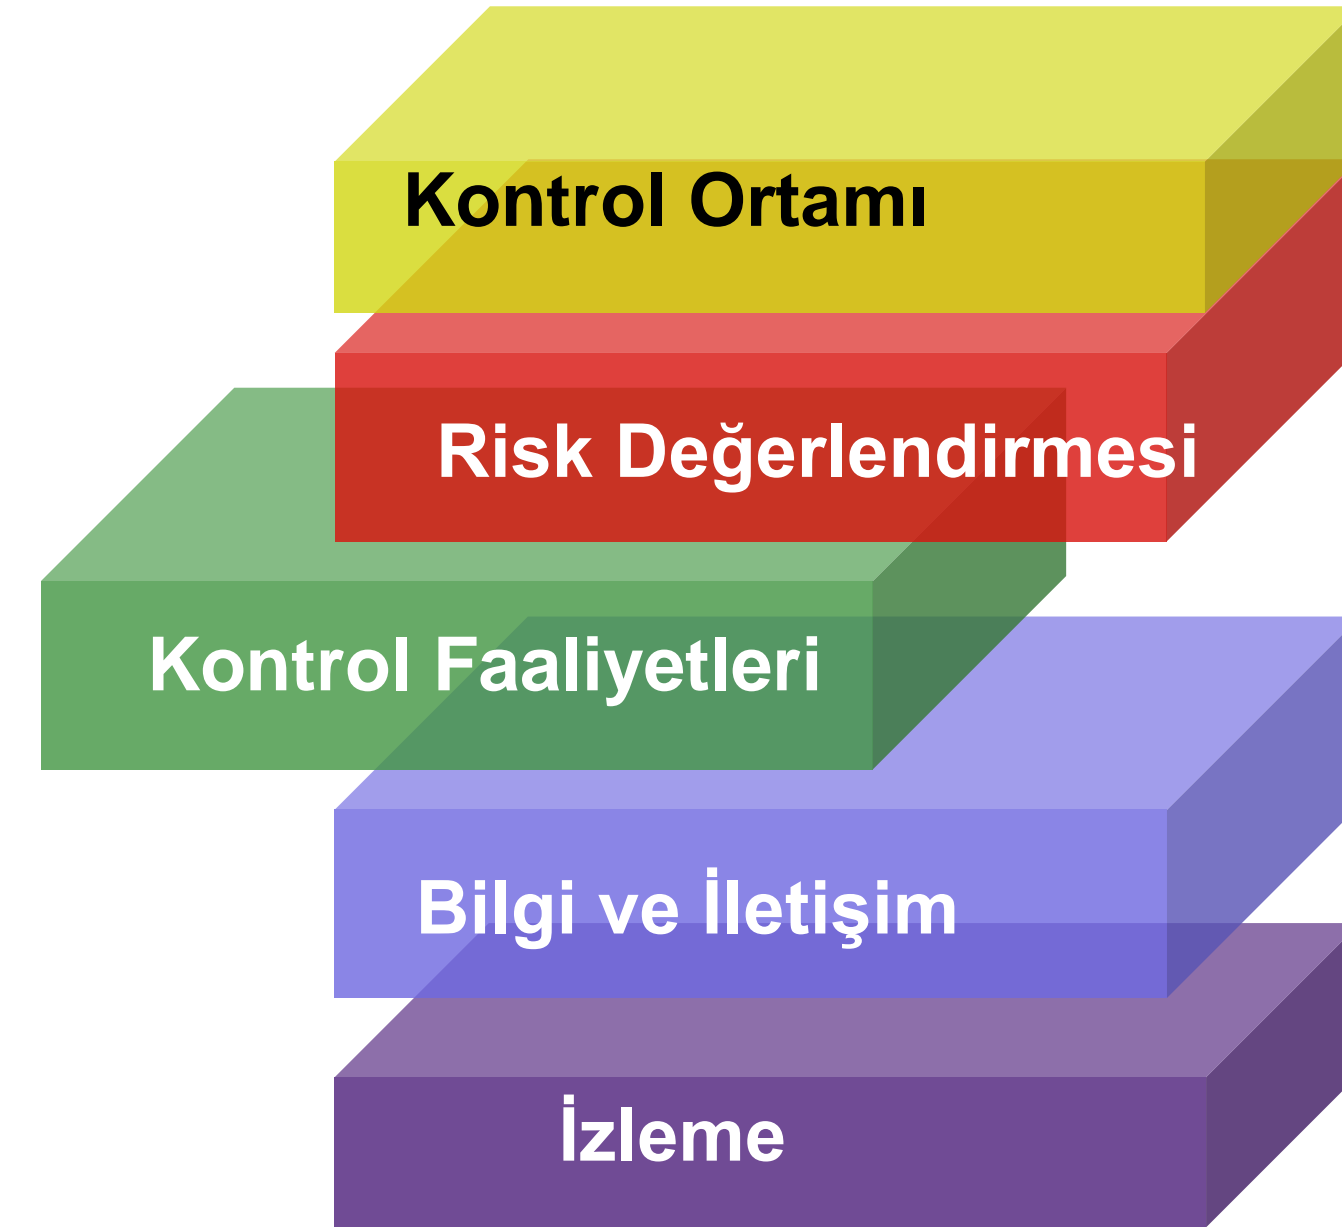 Kontrol Ortamı
Risk Değerlendirmesi
Kontrol Faaliyetleri
Bilgi ve İletişim
İzleme